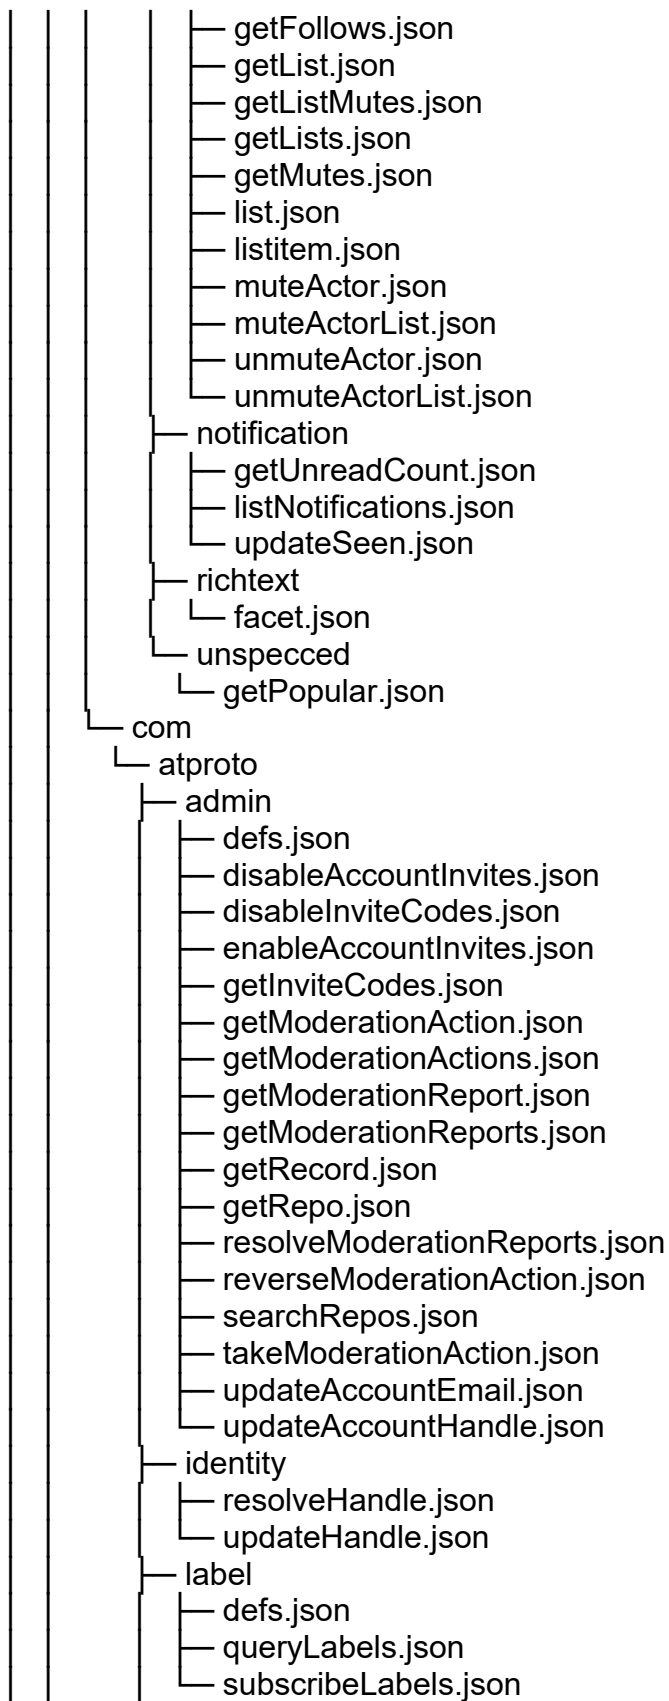 │ │ │ │ ├── getFollows.json
│ │ │ │ ├── getList.json
│ │ │ │ ├── getListMutes.json
│ │ │ │ ├── getLists.json
│ │ │ │ ├── getMutes.json
│ │ │ │ ├── list.json
│ │ │ │ ├── listitem.json
│ │ │ │ ├── muteActor.json
│ │ │ │ ├── muteActorList.json
│ │ │ │ ├── unmuteActor.json
│ │ │ │ └── unmuteActorList.json
│ │ │ ├── notification
│ │ │ │ ├── getUnreadCount.json
│ │ │ │ ├── listNotifications.json
│ │ │ │ └── updateSeen.json
│ │ │ ├── richtext
│ │ │ │ └── facet.json
│ │ │ └── unspecced
│ │ │ └── getPopular.json
│ │ └── com
│ │ └── atproto
│ │ ├── admin
│ │ │ ├── defs.json
│ │ │ ├── disableAccountInvites.json
│ │ │ ├── disableInviteCodes.json
│ │ │ ├── enableAccountInvites.json
│ │ │ ├── getInviteCodes.json
│ │ │ ├── getModerationAction.json
│ │ │ ├── getModerationActions.json
│ │ │ ├── getModerationReport.json
│ │ │ ├── getModerationReports.json
│ │ │ ├── getRecord.json
│ │ │ ├── getRepo.json
│ │ │ ├── resolveModerationReports.json
│ │ │ ├── reverseModerationAction.json
│ │ │ ├── searchRepos.json
│ │ │ ├── takeModerationAction.json
│ │ │ ├── updateAccountEmail.json
│ │ │ └── updateAccountHandle.json
│ │ ├── identity
│ │ │ ├── resolveHandle.json
│ │ │ └── updateHandle.json
│ │ ├── label
│ │ │ ├── defs.json
│ │ │ ├── queryLabels.json
│ │ │ └── subscribeLabels.json